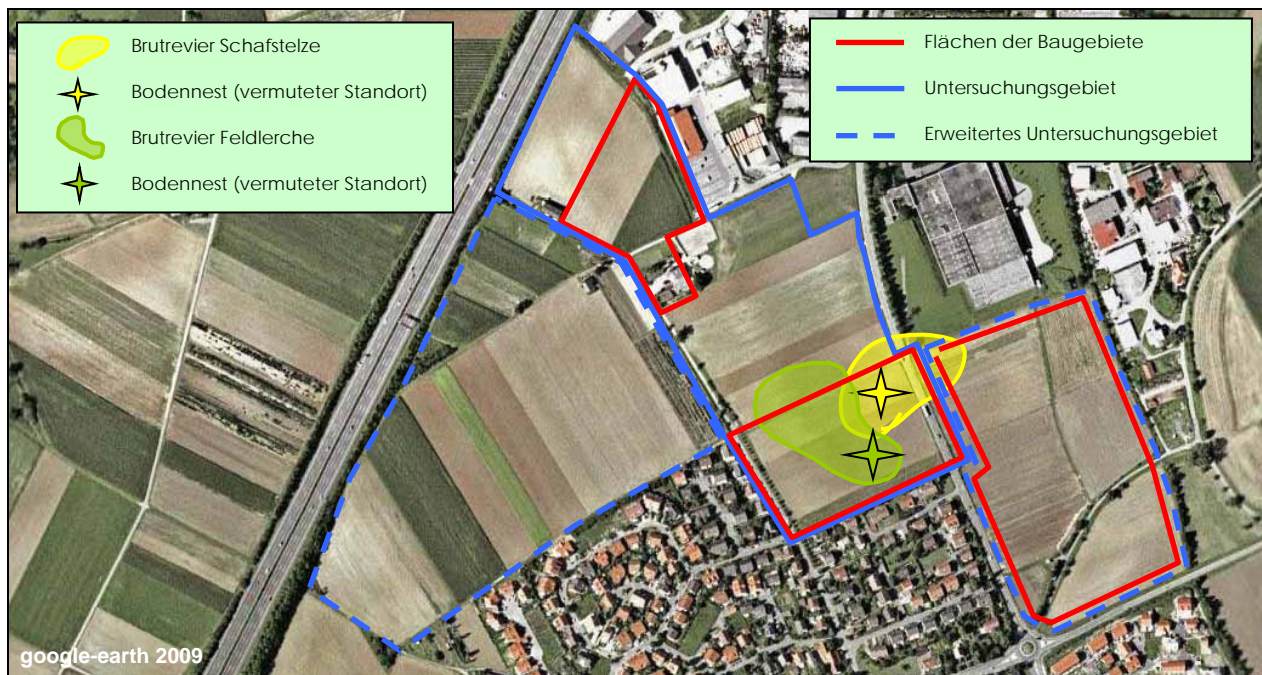 Brutrevier Schafstelze
Bodennest (vermuteter Standort)
Brutrevier Feldlerche
Bodennest (vermuteter Standort)
Flächen der Baugebiete
Untersuchungsgebiet
Erweitertes Untersuchungsgebiet
google-earth 2009